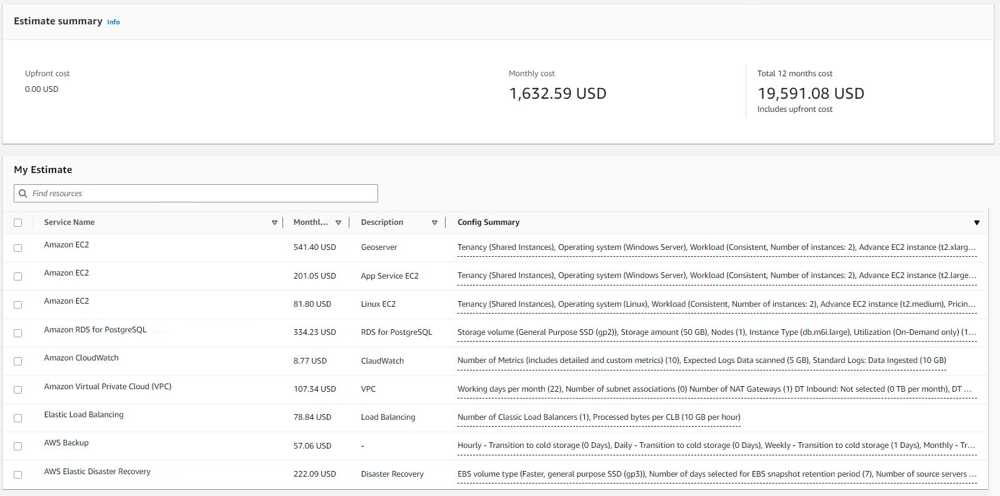 Estimate summary Info
Upfront cost
0.00 USD
Monthly cost
1,632.59 USD
Total 12 months cost
19,591.08 USD
Includes upfront cost
My Estimate
Find resources
Service Name Monthl... Description Config Summary
Amazon EC2 541.40 USD Geoserver Tenancy (Shared Instances), Operating system (Windows Server), Workload (Consistent, Number of instances: 2), Advance EC2 instance (t2.xlarg...
Amazon EC2 201.05 USD App Service EC2 Tenancy (Shared Instances), Operating system (Windows Server), Workload (Consistent, Number of instances: 2), Advance EC2 instance (t2.large...
Amazon EC2 81.80 USD Linux EC2 Tenancy (Shared Instances), Operating system (Linux), Workload (Consistent, Number of instances: 2), Advance EC2 instance (t2.medium), Pricin...
Amazon RDS for PostgreSQL 334.23 USD RDS for PostgreSQL Storage volume (General Purpose SSD (gp2)), Storage amount (50 GB), Nodes (1), Instance Type (db.m6i.large), Utilization (On-Demand only) (1...
Amazon CloudWatch 8.77 USD ClaudWatch Number of Metrics (includes detailed and custom metrics) (10), Expected Logs Data scanned (5 GB), Standard Logs: Data Ingested (10 GB)
Amazon Virtual Private Cloud (VPC) 107.34 USD VPC Working days per month (22), Number of subnet associations (0) Number of NAT Gateways (1) DT Inbound: Not selected (0 TB per month), DT ...
Elastic Load Balancing 78.84 USD Load Balancing Number of Classic Load Balancers (1), Processed bytes per CLB (10 GB per hour)
AWS Backup 57.06 USD - Hourly - Transition to cold storage (0 Days), Daily - Transition to cold storage (0 Days), Weekly - Transition to cold storage (1 Days), Monthly - Tr...
AWS Elastic Disaster Recovery 222.09 USD Disaster Recovery EBS volume type (Faster, general purpose SSD (gp3)), Number of days selected for EBS snapshot retention period (7), Number of source servers ...